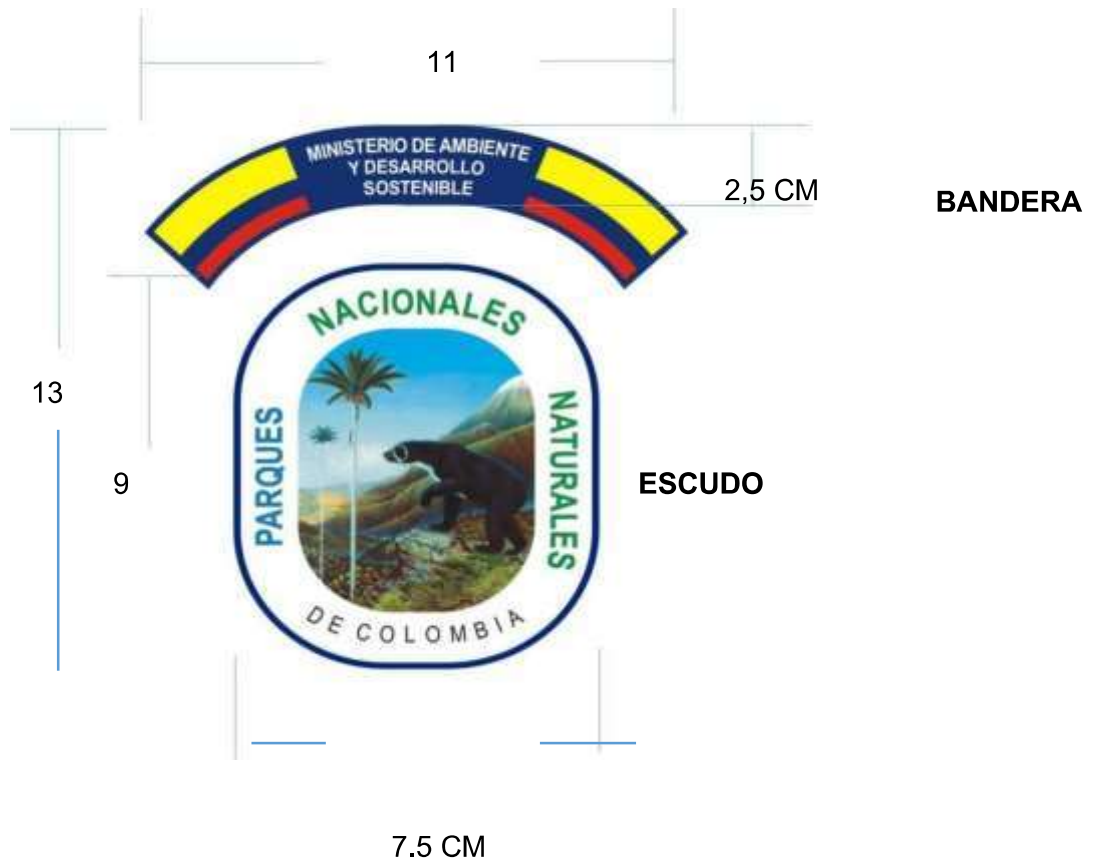 11
MINISTERIO DE AMBIENTE
Y DESARROLLO
SOSTENIBLE
2,5 CM
BANDERA
NACIONALES
13
PARQUES
NATURALES
9
ESCUDO
DE COLOMBIA
7.5 CM